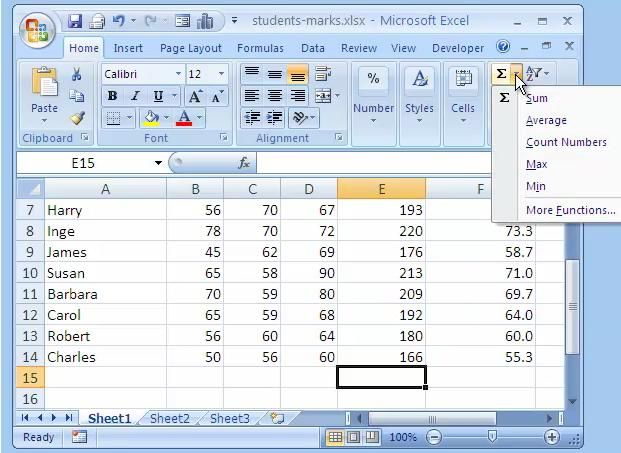 students-marks.xlsx - Microsoft Excel
Home Insert Page Layout Formulas Data Review View Developer
Calibri 12 Σ
Paste B I U A A % A
Number Styles Cells
Clipboard Font Alignment
Σ Sum
Average
Count Numbers
Max
Min
More Functions...
E15 fx
A B C D E F
7 Harry 56 70 67 193
8 Inge 78 70 72 220 73.3
9 James 45 62 69 176 58.7
10 Susan 65 58 90 213 71.0
11 Barbara 70 59 80 209 69.7
12 Carol 65 59 68 192 64.0
13 Robert 56 60 64 180 60.0
14 Charles 50 56 60 166 55.3
15
16
Sheet1 Sheet2 Sheet3
Ready 100%